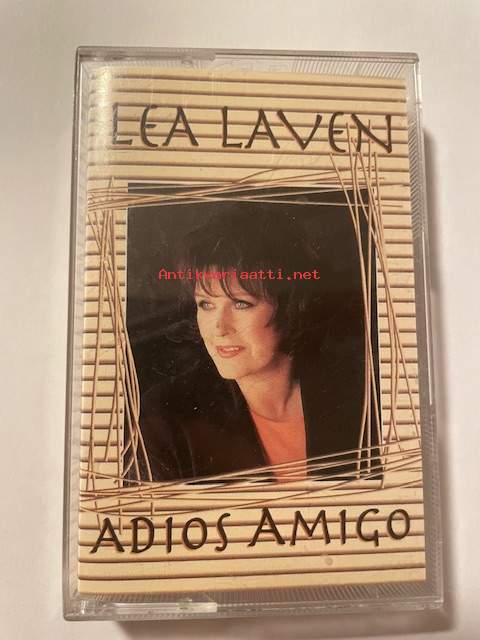 LEA LAVEN
Antikvariaatti.net
ADIOS AMIGO